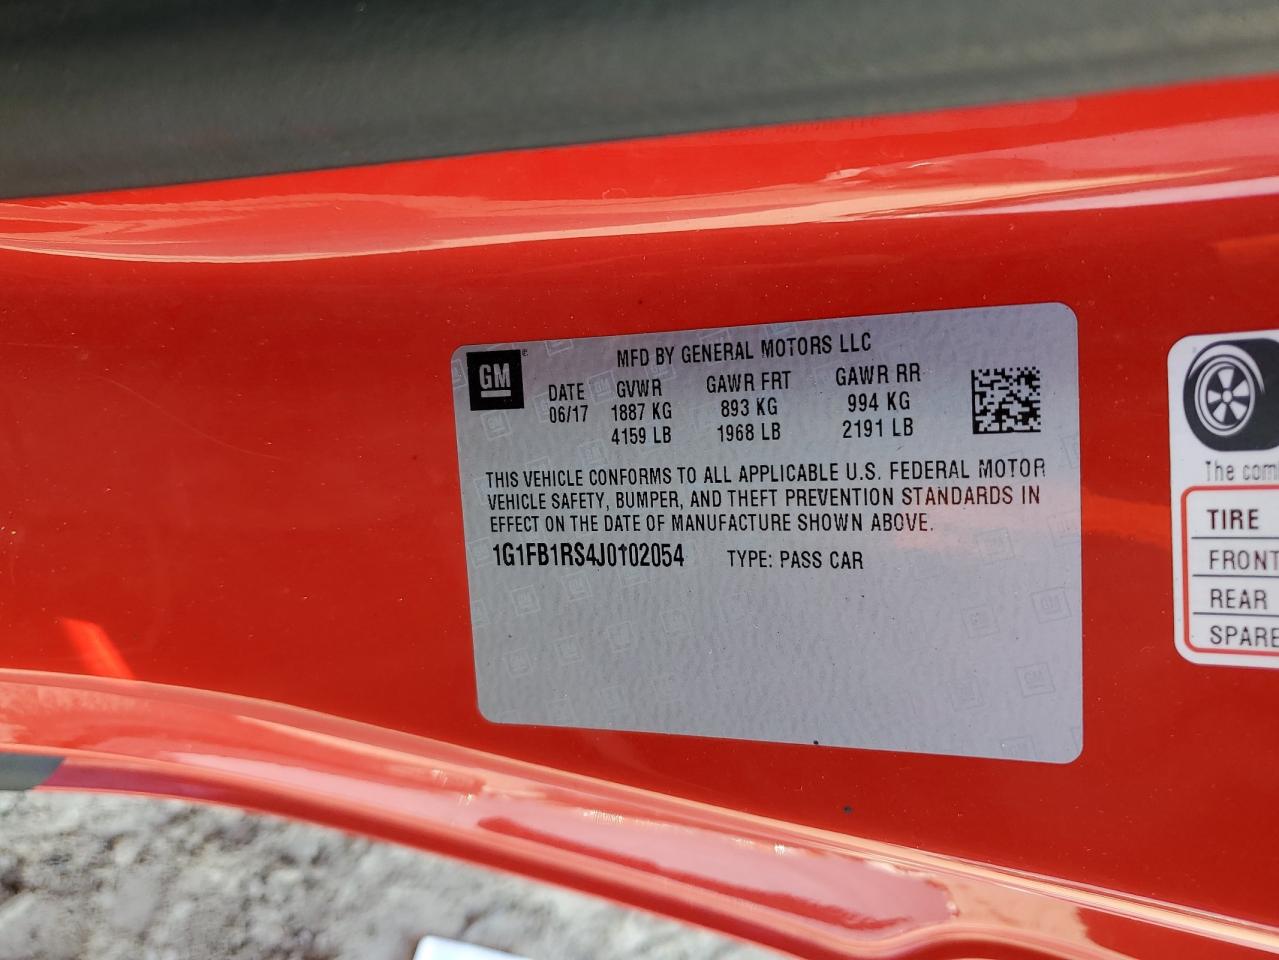 GM
MFD BY GENERAL MOTORS LLC
DATE GVWR GAWR FRT GAWR RR
06/17 1887 KG 893 KG 994 KG
4159 LB 1968 LB 2191 LB
THIS VEHICLE CONFORMS TO ALL APPLICABLE U.S. FEDERAL MOTOR
VEHICLE SAFETY, BUMPER, AND THEFT PREVENTION STANDARDS IN
EFFECT ON THE DATE OF MANUFACTURE SHOWN ABOVE.
1G1FB1RS4J0102054 TYPE: PASS CAR
The
TIRE
FRONT
REAR
SPARE